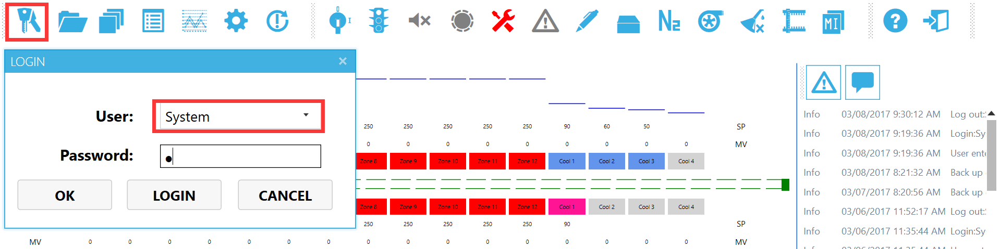 N2
MI
LOGIN
User: System
Password:
OK LOGIN CANCEL
250 250 250 250 250 90 60 50 SP
0 0 0 0 0 0 0 0 0 MV
Zone 8 Zone 9 Zone 10 Zone 11 Zone 12 Cool 1 Cool 2 Cool 3 Cool 4
Zone 8 Zone 9 Zone 10 Zone 11 Zone 12 Cool 1 Cool 2 Cool 3 Cool 4
250 250 250 250 250 90 SP
MV 0 0 0 0 0 0 0 0 0 0 0 0 0 0 0 0 MV
Info 03/08/2017 9:30:12 AM Log out:
Info 03/08/2017 9:19:36 AM Login:Sy
Info 03/08/2017 9:19:36 AM User ente
Info 03/08/2017 8:21:32 AM Back up
Info 03/07/2017 8:20:56 AM Back up
Info 03/06/2017 11:52:17 AM Log out:
Info 03/06/2017 11:35:44 AM Login:Sy